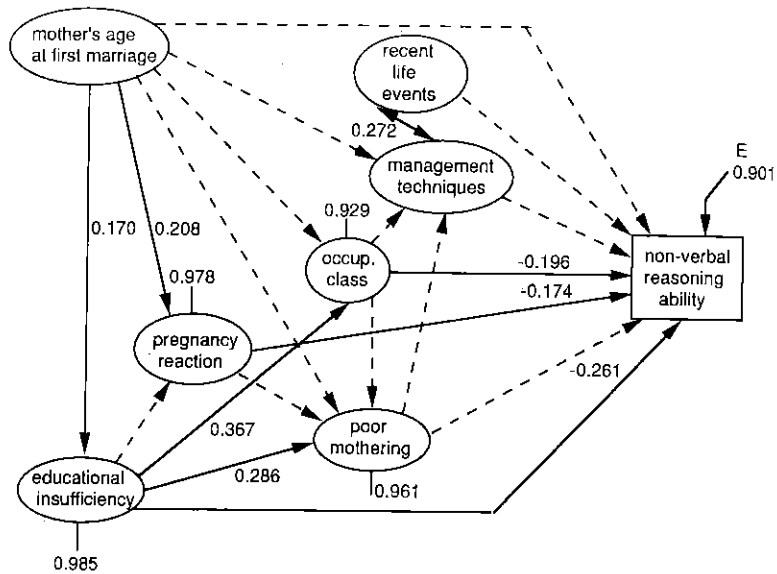 mother's age
at first marriage
recent
life
events
0.272
management
techniques
E
0.901
0.170
0.208
0.929
0.978
occup.
class
-0.196
-0.174
non-verbal
reasoning
ability
pregnancy
reaction
-0.261
0.367
poor
mothering
0.286
educational
insufficiency
0.961
0.985